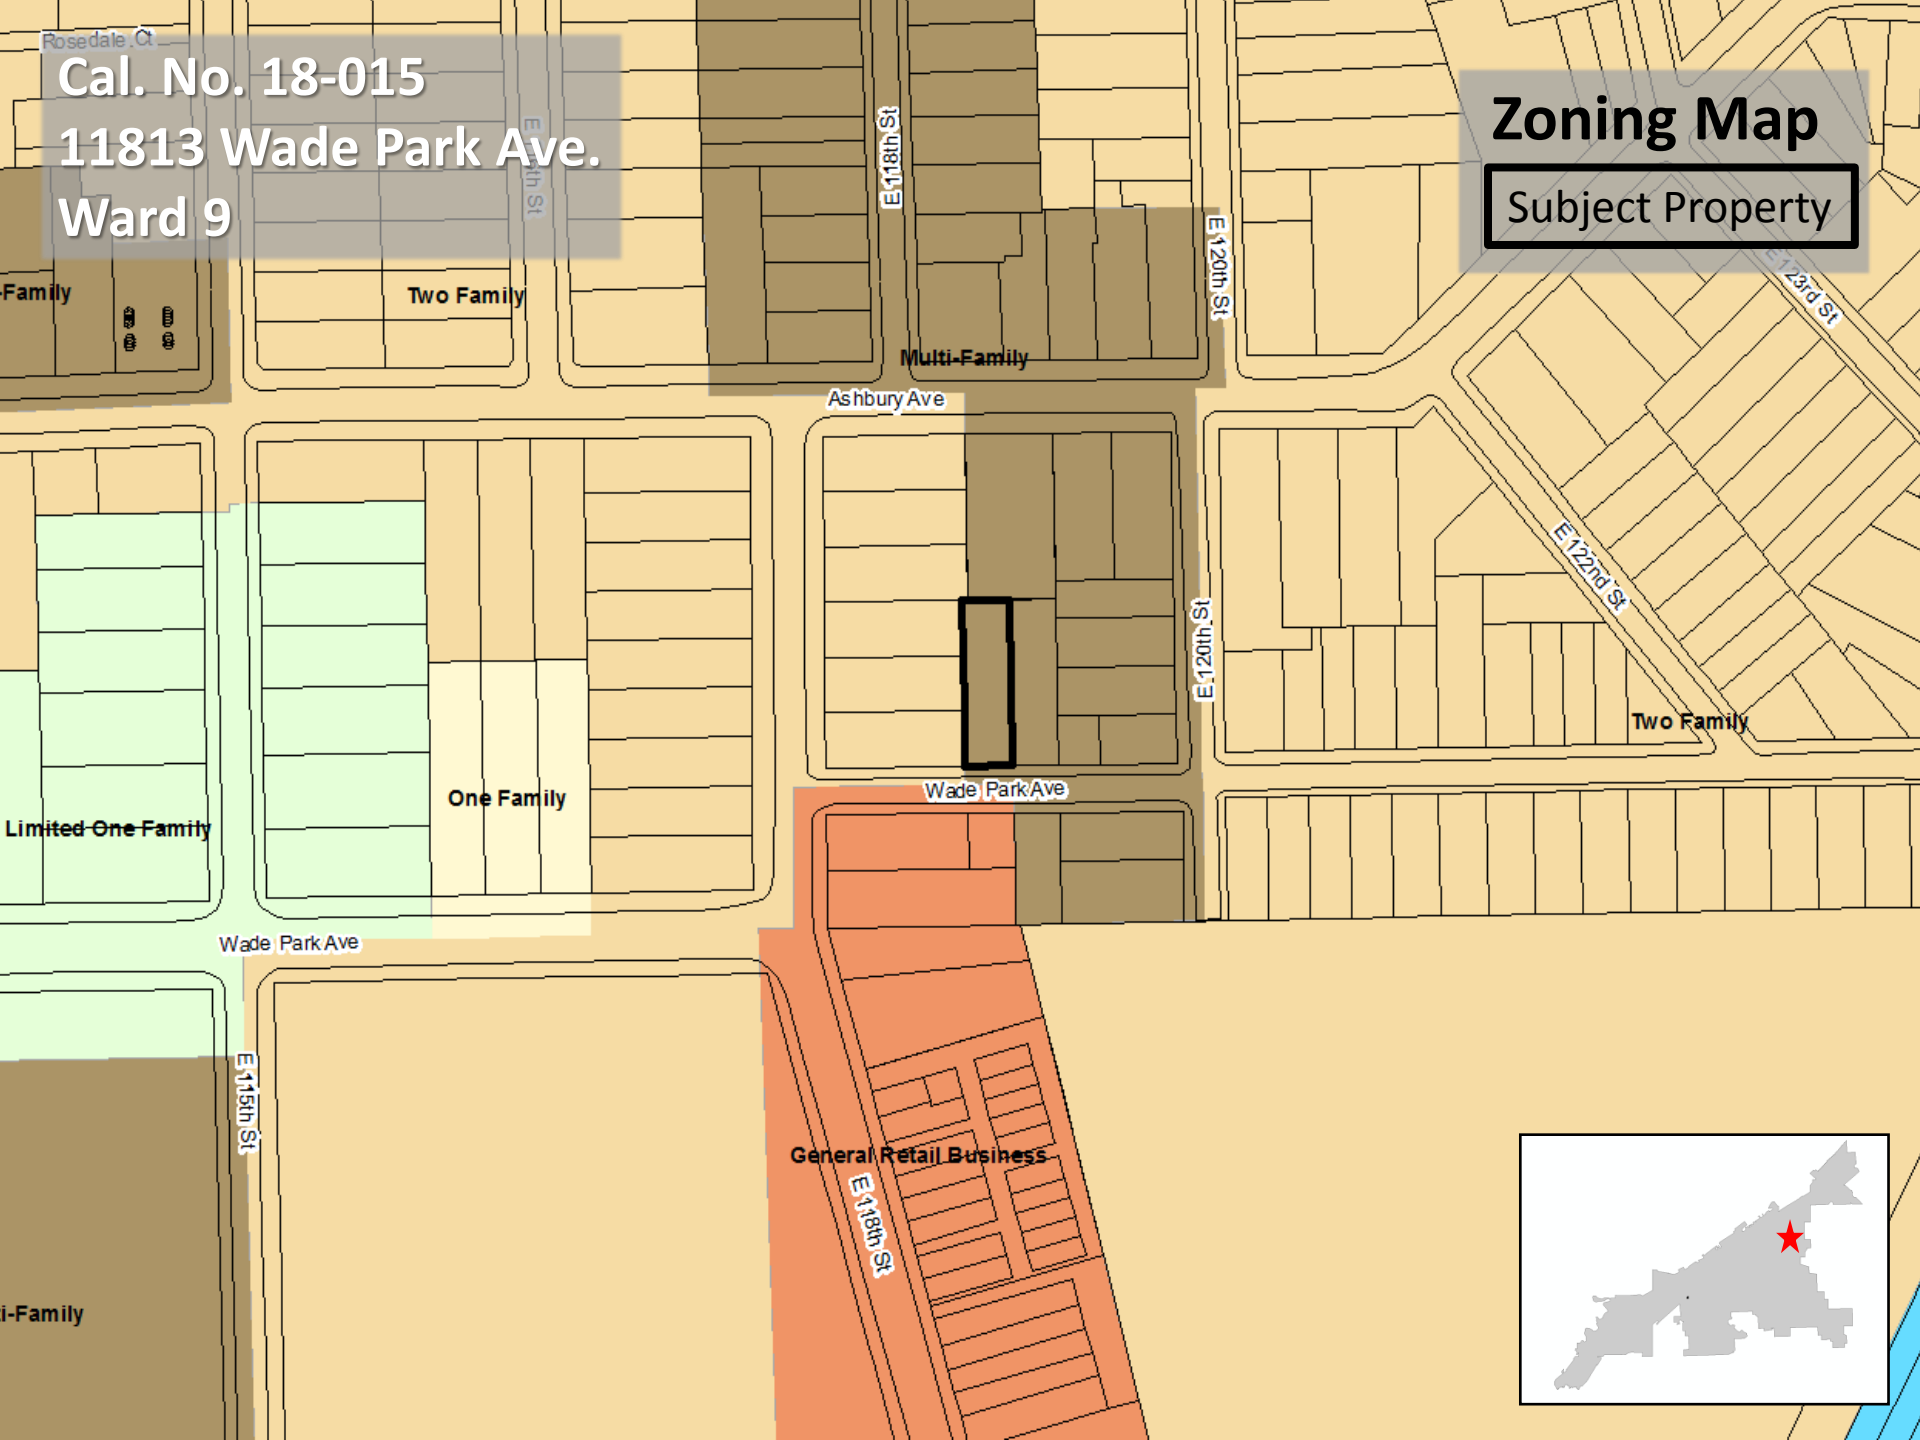 Rosedale Ct
Cal. No. 18-015
11813 Wade Park Ave.
Ward 9
Zoning Map
Subject Property
E 118th St
E 120th St
E 123rd St
-Family
Two Family
Multi-Family
Ashbury Ave
E 122nd St
E 120th St
Two Family
Wade Park Ave
One Family
Limited One Family
Wade Park Ave
E 115th St
General Retail Business
E 118th St
i-Family